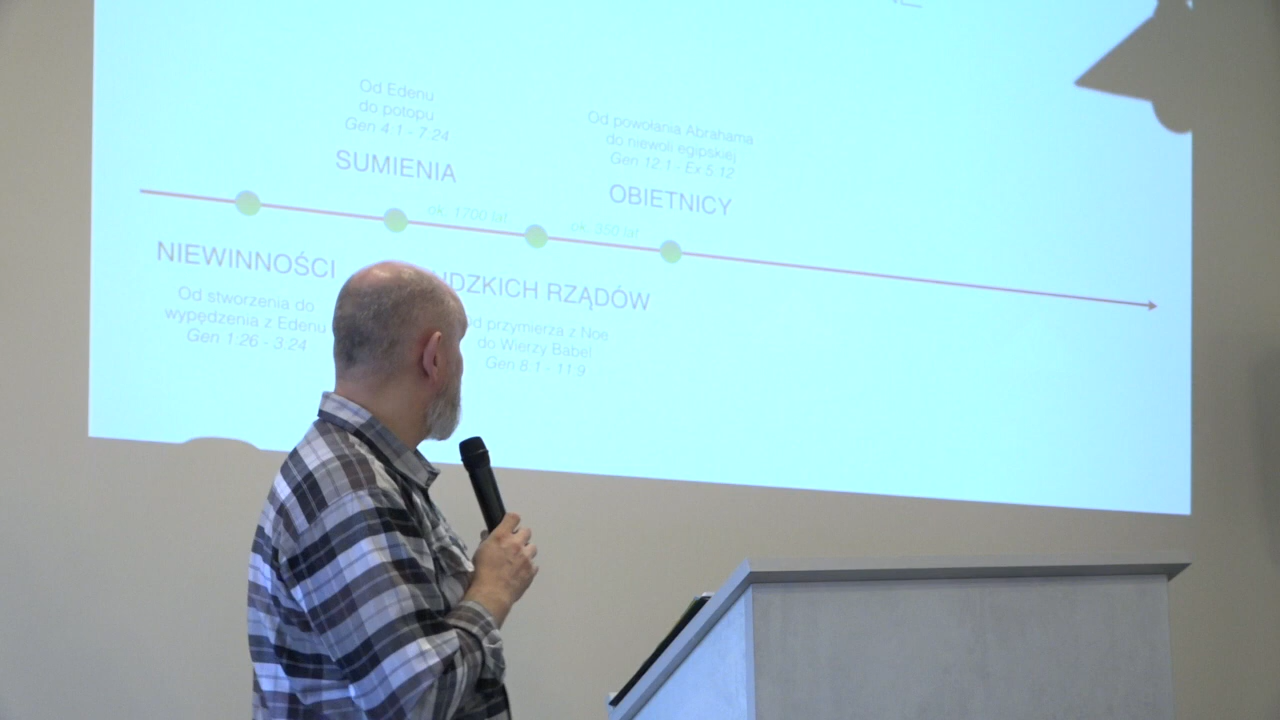 Od Edenu
do potopu
Gen 4.1 - 7.24
SUMIENIA
Od powołania Abrahama
do niewoli egipskiej
Gen 12.1 - Ex 5.12
OBIETNICY
ok. 1700 lat
ok. 350 lat
NIEWINNOŚCI
Od stworzenia do
wypędzenia z Edenu
Gen 1:26 - 3.24
UDZKICH RZĄDÓW
od przymierza z Noe
do Wierzy Babel
Gen 8.1 - 11.9